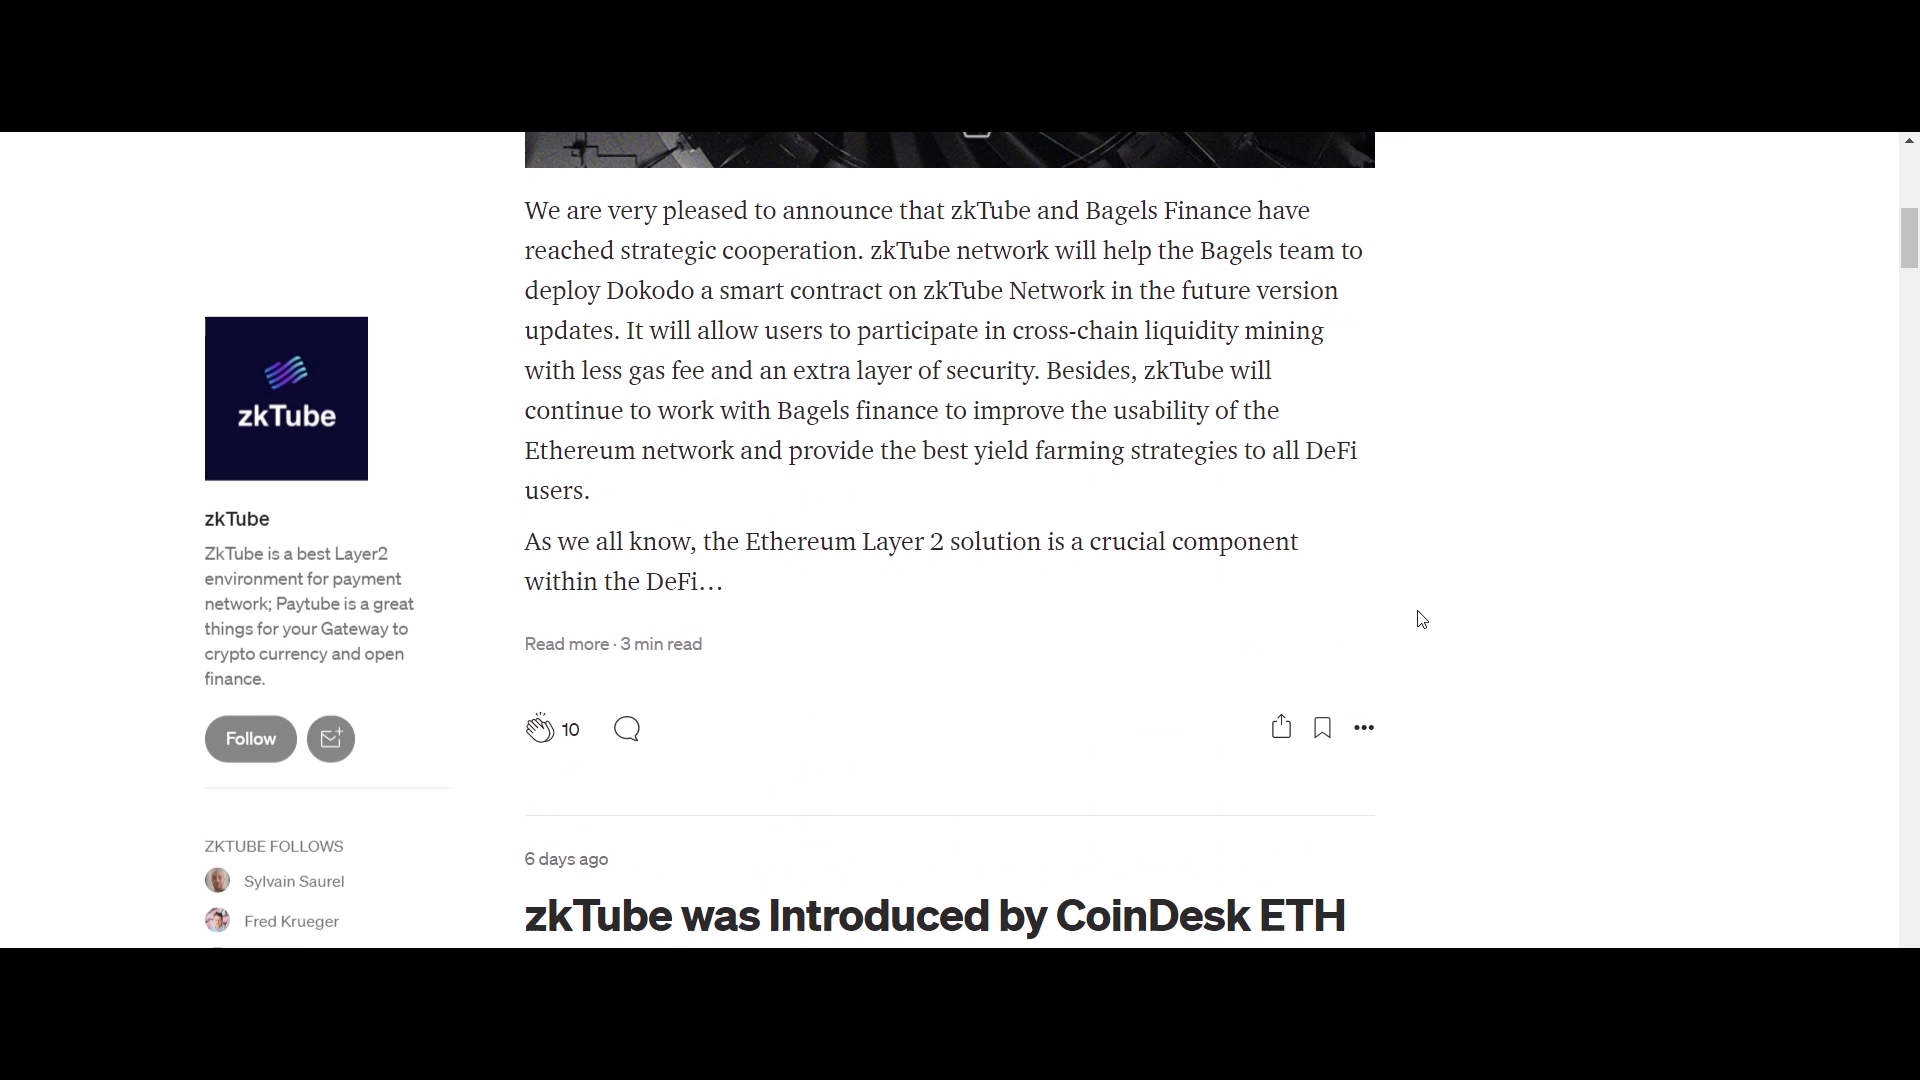 We are very pleased to announce that zkTube and Bagels Finance have
reached strategic cooperation. zkTube network will help the Bagels team to
deploy Dokodo a smart contract on zkTube Network in the future version
updates. It will allow users to participate in cross-chain liquidity mining
with less gas fee and an extra layer of security. Besides, zkTube will
continue to work with Bagels finance to improve the usability of the
Ethereum network and provide the best yield farming strategies to all DeFi
users.
As we all know, the Ethereum Layer 2 solution is a crucial component
within the DeFi…
Read more · 3 min read
10
6 days ago
zkTube was Introduced by CoinDesk ETH
zkTube
zkTube
ZkTube is a best Layer2
environment for payment
network; Paytube is a great
things for your Gateway to
crypto currency and open
finance.
Follow
ZKTUBE FOLLOWS
Sylvain Saurel
Fred Krueger